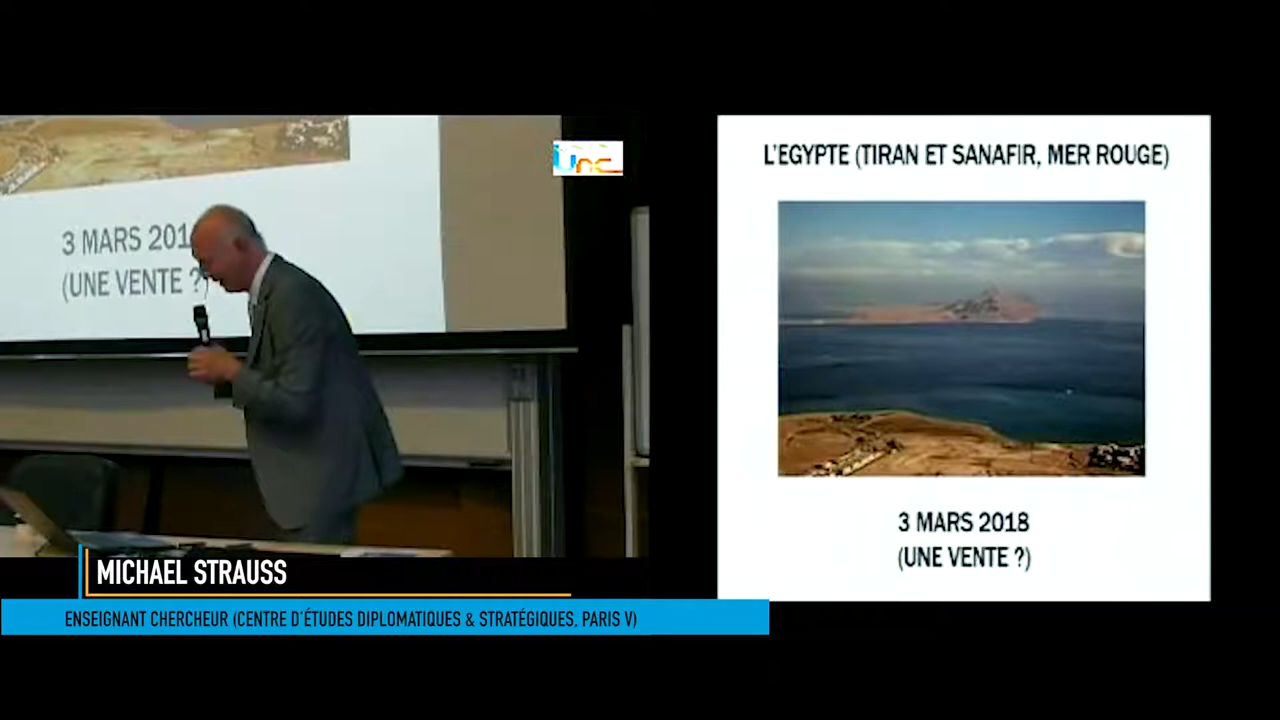 unc
3 MARS 201
(UNE VENTE ?)
MICHAEL STRAUSS
ENSEIGNANT CHERCHEUR (CENTRE D'ÉTUDES DIPLOMATIQUES & STRATÉGIQUES, PARIS V)
L'EGYPTE (TIRAN ET SANAFIR, MER ROUGE)
3 MARS 2018
(UNE VENTE ?)